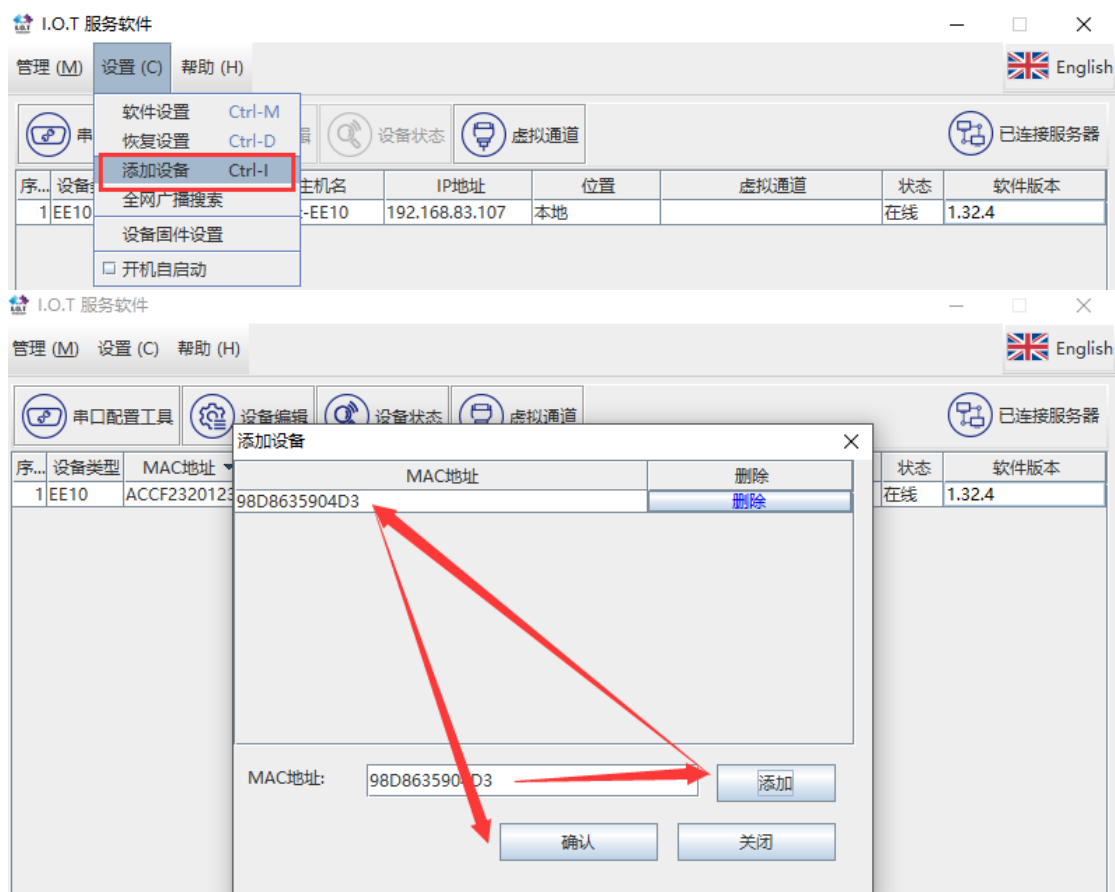 I.O.T 服务软件
管理 (M) 设置 (C) 帮助 (H) English
软件设置 Ctrl-M
恢复设置 Ctrl-D
添加设备 Ctrl-I
全网广播搜索
设备固件设置
开机自启动
串 设备状态 虚拟通道 已连接服务器
序... 设备 主机名 IP地址 位置 虚拟通道 状态 软件版本
1 EE10 -EE10 192.168.83.107 本地 在线 1.32.4
I.O.T 服务软件
管理 (M) 设置 (C) 帮助 (H) English
串口配置工具 设备编辑 设备状态 虚拟通道 已连接服务器
序... 设备类型 MAC地址 状态 软件版本
1 EE10 ACCF2320123 在线 1.32.4
添加设备
MAC地址 删除
98D8635904D3 删除
MAC地址: 98D8635904D3 添加
确认 关闭